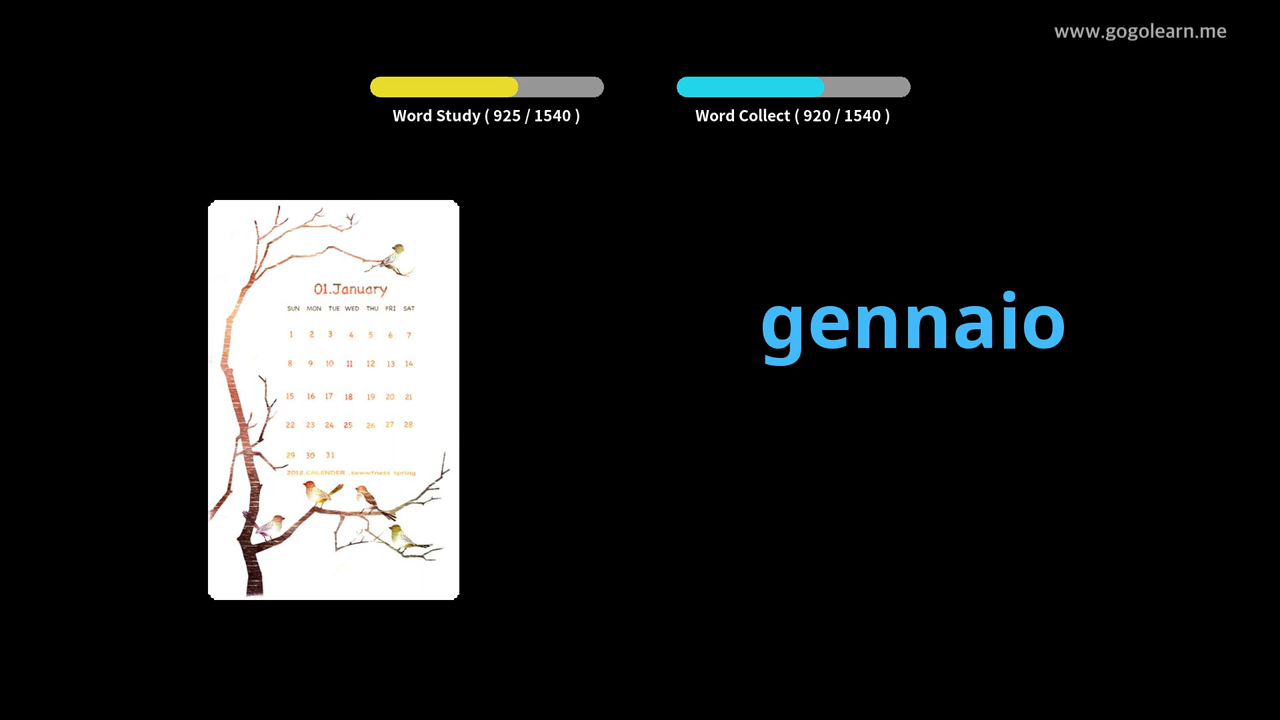 www.gogolearn.me
Word Study ( 925 / 1540 )
Word Collect ( 920 / 1540 )
01.January
SUN MON TUE WED THU FRI SAT
1 2 3 4 5 6 7
8 9 10 11 12 13 14
15 16 17 18 19 20 21
22 23 24 25 26 27 28
29 30 31
CALENDER spring
gennaio